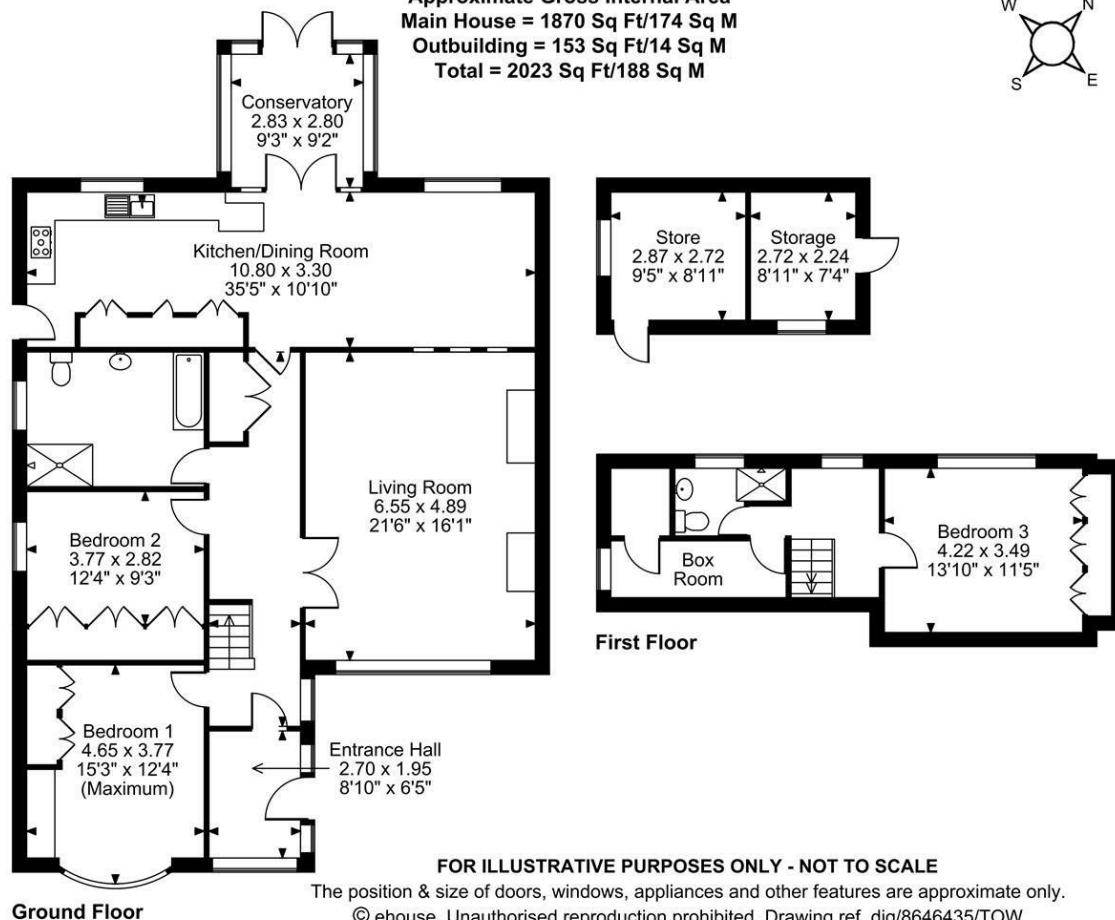 Approximate Gross Internal Area
Main House = 1870 Sq Ft/174 Sq M
Outbuilding = 153 Sq Ft/14 Sq M
Total = 2023 Sq Ft/188 Sq M
W
N
S
E
Conservatory
2.83 x 2.80
9'3" x 9'2"
Kitchen/Dining Room
10.80 x 3.30
35'5" x 10'10"
Store
2.87 x 2.72
9'5" x 8'11"
Storage
2.72 x 2.24
8'11" x 7'4"
Living Room
6.55 x 4.89
21'6" x 16'1"
Bedroom 2
3.77 x 2.82
12'4" x 9'3"
Bedroom 3
4.22 x 3.49
13'10" x 11'5"
Box
Room
First Floor
Bedroom 1
4.65 x 3.77
15'3" x 12'4"
(Maximum)
Entrance Hall
2.70 x 1.95
8'10" x 6'5"
Ground Floor
FOR ILLUSTRATIVE PURPOSES ONLY - NOT TO SCALE
The position & size of doors, windows, appliances and other features are approximate only.
© ehouse. Unauthorised reproduction prohibited. Drawing ref. dig/8646435/TOW